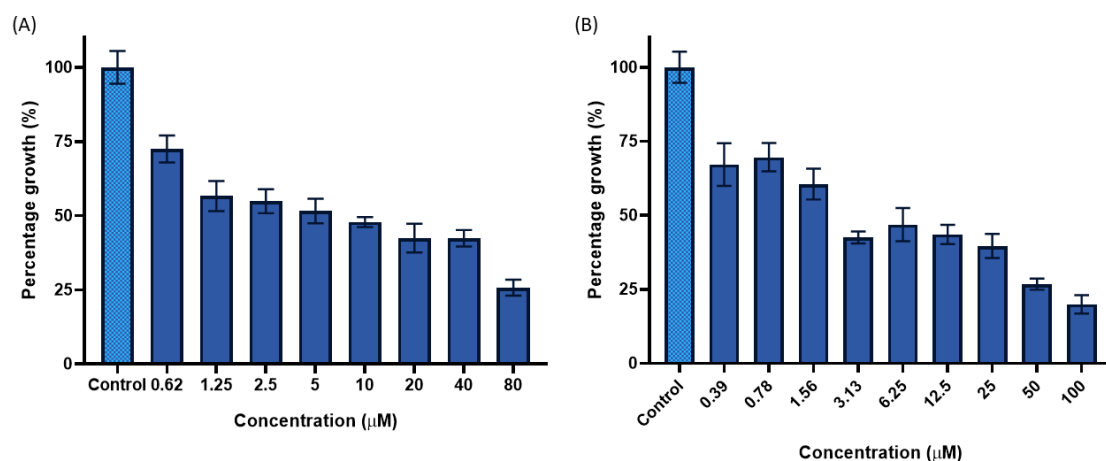 (A)
Percentage growth (%)
100
75
50
25
0
Control 0.62 1.25 2.5 5 10 20 40 80
Concentration (μM)
(B)
Percentage growth (%)
100
75
50
25
0
Control 0.39 0.78 1.56 3.13 6.25 12.5 25 50 100
Concentration (μM)